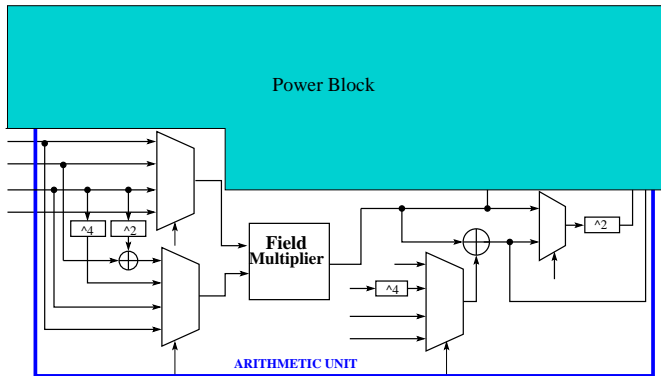 Power Block
^4
^2
Field
Multiplier
^2
^4
ARITHMETIC UNIT